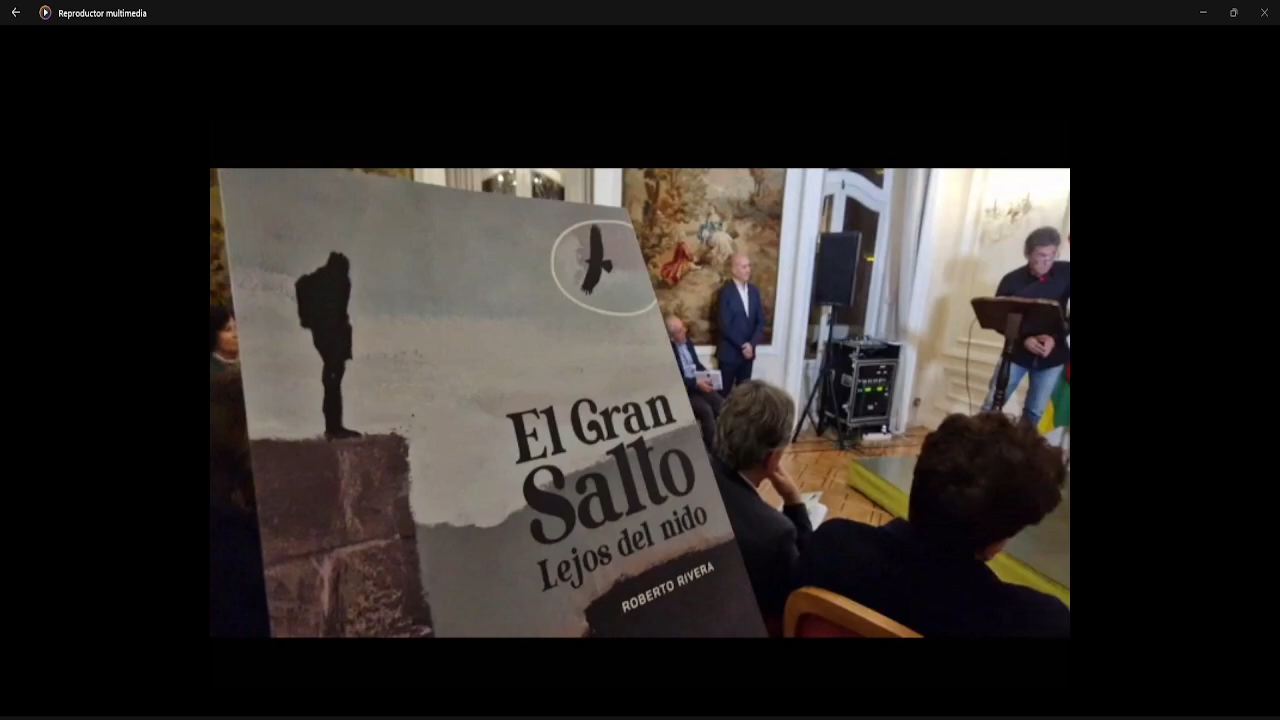 Reproductor multimedia
El Gran
Salto
Lejos del nido
ROBERTO RIVERA